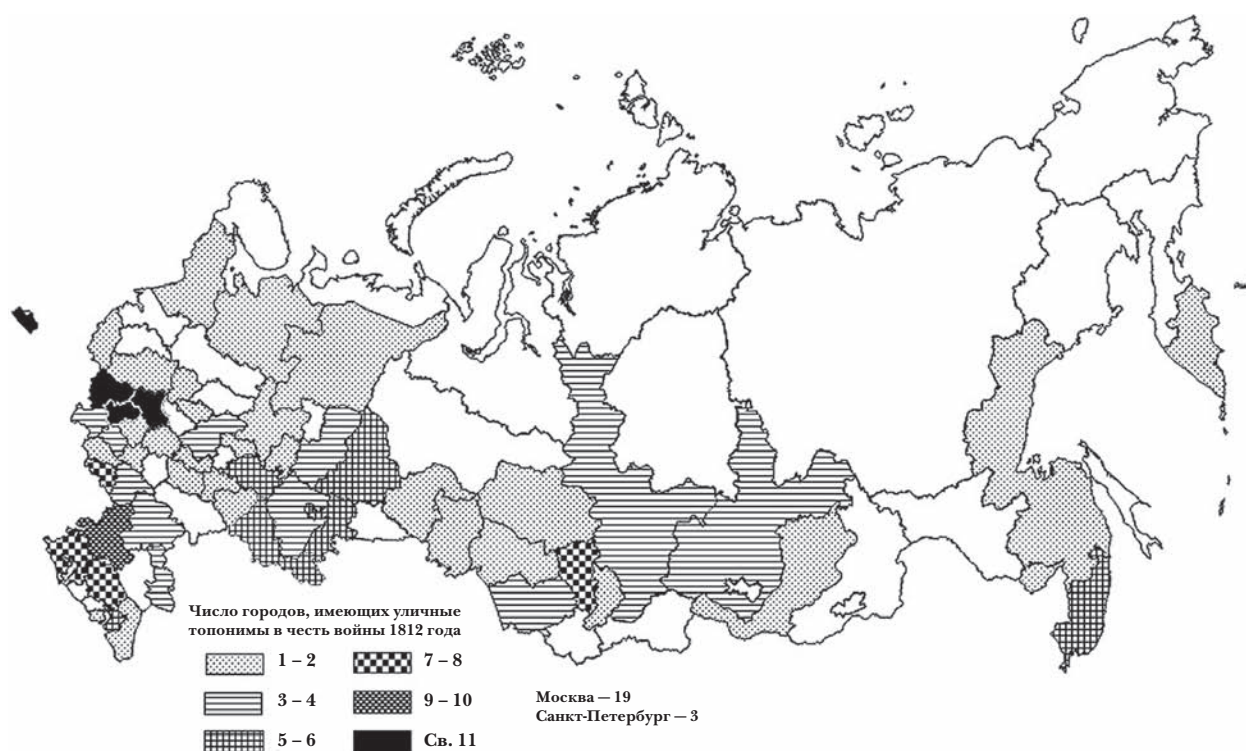 Число городов, имеющих уличные
топонимы в честь войны 1812 года
1 – 2
7 – 8
3 – 4
9 – 10
5 – 6
Св. 11
Москва — 19
Санкт-Петербург — 3